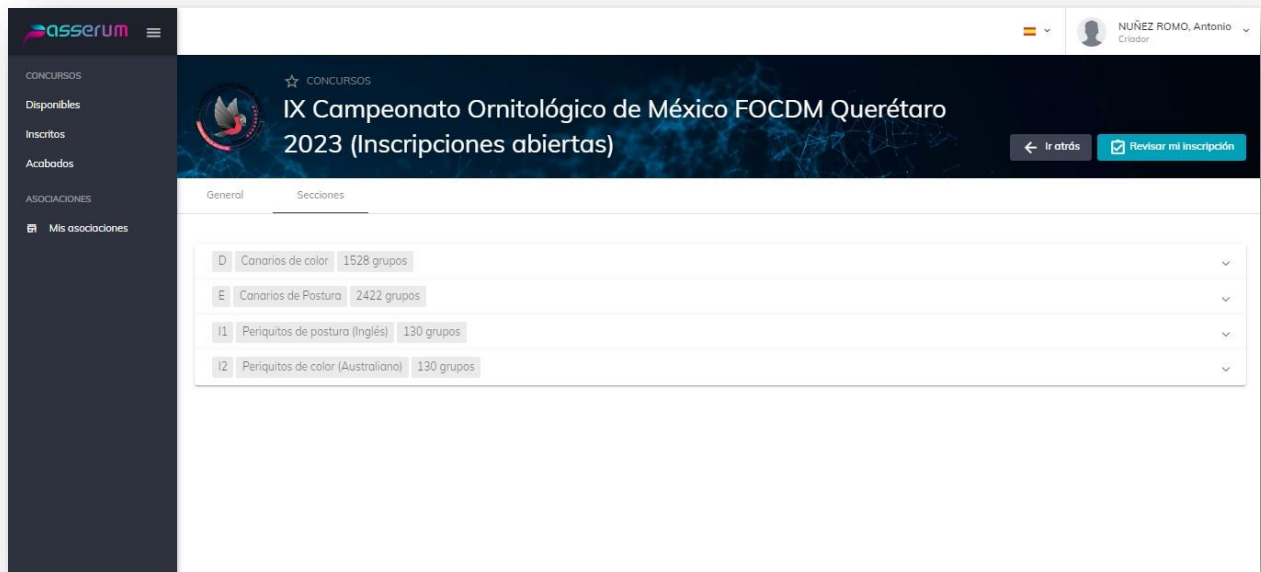 Passerum
NUÑEZ ROMO, Antonio
Criador
CONCURSOS
Disponibles
Inscritos
Acabados
ASOCIACIONES
Mis asociaciones
CONCURSOS
IX Campeonato Ornitológico de México FOCDM Querétaro
2023 (Inscripciones abiertas)
Ir atrás
Revisar mi inscripción
General
Secciones
D Canarios de color 1528 grupos
E Canarios de Postura 2422 grupos
I1 Periquitos de postura (Inglés) 130 grupos
I2 Periquitos de color (Australiano) 130 grupos